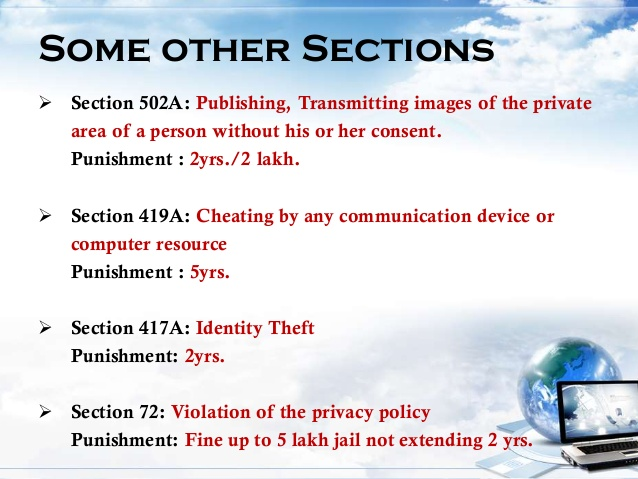 Some other Sections
➢ Section 502A: Publishing, Transmitting images of the private
area of a person without his or her consent.
Punishment : 2yrs./2 lakh.
➢ Section 419A: Cheating by any communication device or
computer resource
Punishment : 5yrs.
➢ Section 417A: Identity Theft
Punishment: 2yrs.
➢ Section 72: Violation of the privacy policy
Punishment: Fine up to 5 lakh jail not extending 2 yrs.